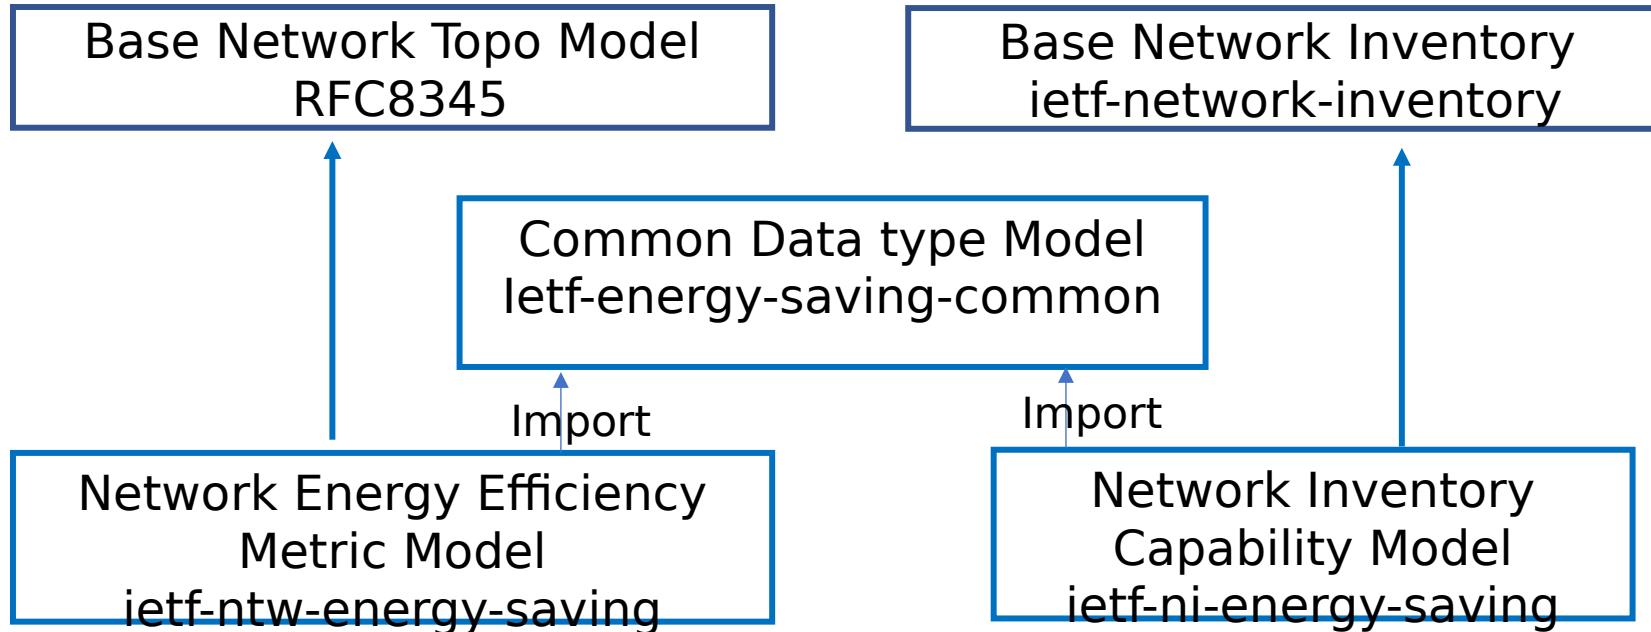 Base Network Topo Model
RFC8345
Base Network Inventory
ietf-network-inventory
Common Data type Model
Ietf-energy-saving-common
Import
Import
Network Energy Efficiency
Metric Model
ietf-ntw-energy-saving
Network Inventory
Capability Model
ietf-ni-energy-saving